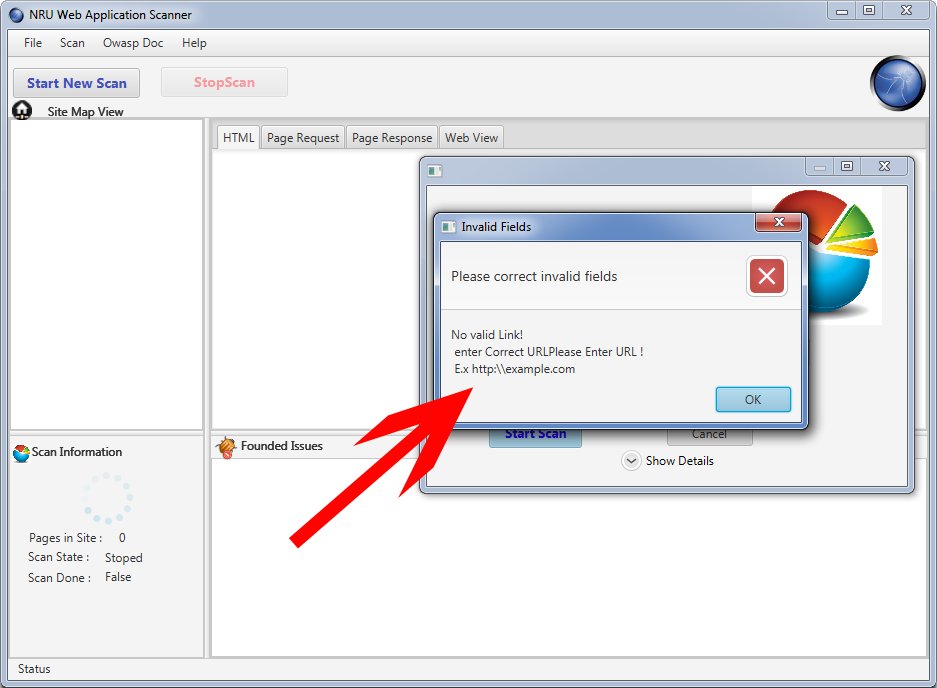 NRU Web Application Scanner
File Scan Owasp Doc Help
Start New Scan StopScan
Site Map View
HTML Page Request Page Response Web View
Invalid Fields
Please correct invalid fields
No valid Link!
enter Correct URLPlease Enter URL !
E.x http:\\example.com
OK
Start Scan Cancel
Show Details
Scan Information
Pages in Site : 0
Scan State : Stoped
Scan Done : False
Founded Issues
Status